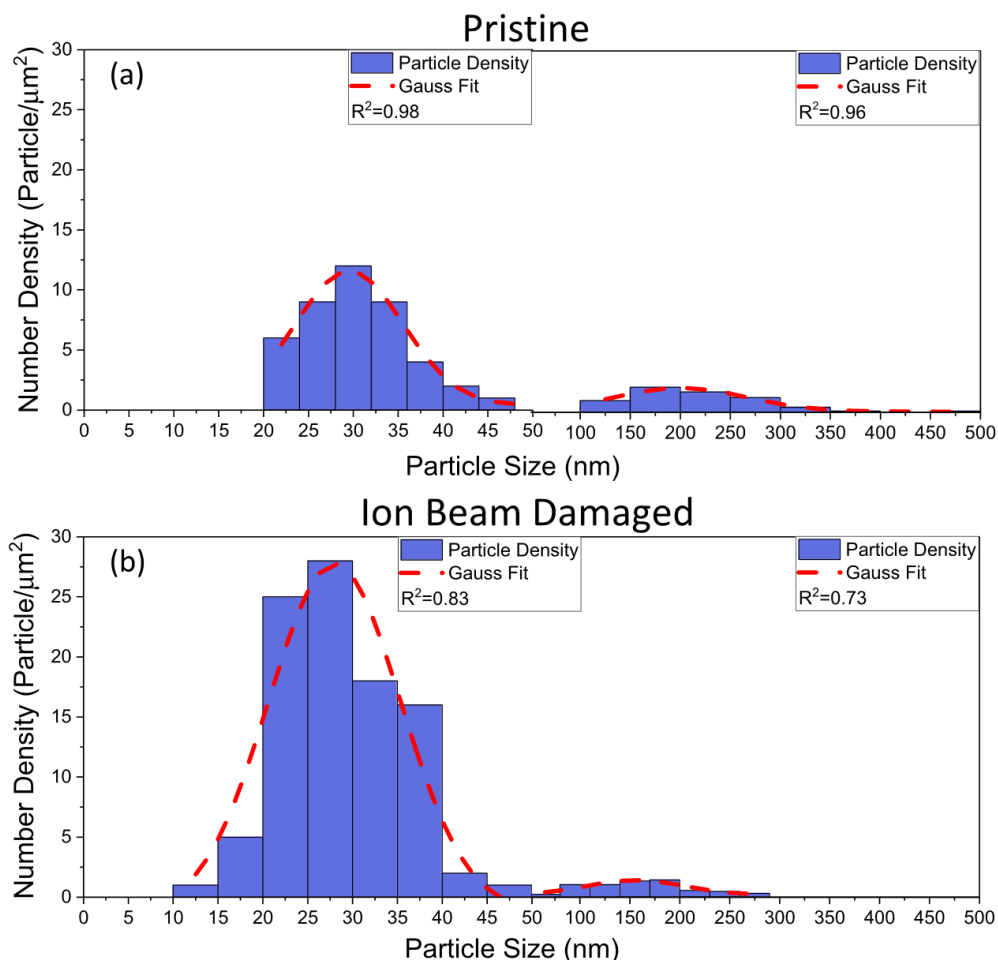 Pristine
(a)
Particle Density
Gauss Fit
R²=0.98
Particle Density
Gauss Fit
R²=0.96
Number Density (Particle/μm²)
30
25
20
15
10
5
0
0 5 10 15 20 25 30 35 40 45 50 100 150 200 250 300 350 400 450 500
Particle Size (nm)
Ion Beam Damaged
(b)
Particle Density
Gauss Fit
R²=0.83
Particle Density
Gauss Fit
R²=0.73
Number Density (Particle/μm²)
30
25
20
15
10
5
0
0 5 10 15 20 25 30 35 40 45 50 150 200 250 300 350 400 450 500
Particle Size (nm)